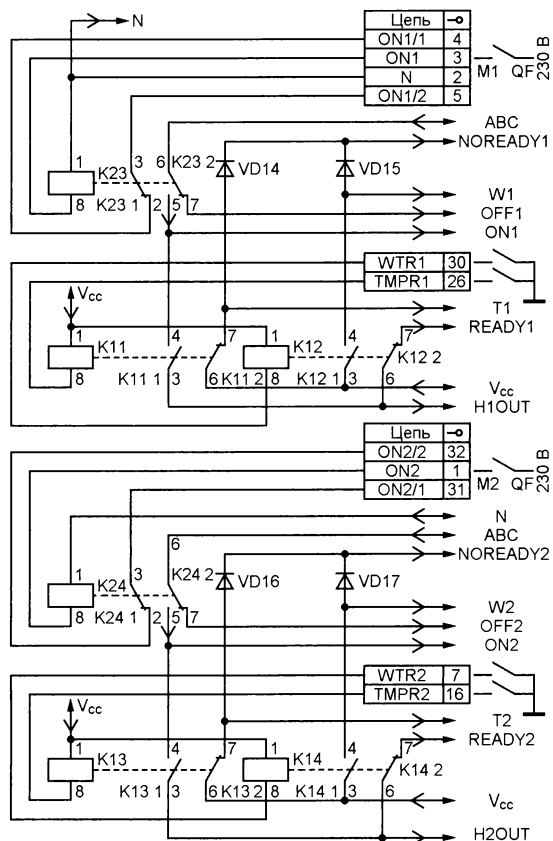 N
Цепь
ON1/1 4
ON1 3
N 2
ON1/2 5
M1 QF 230 В
ABC
NOREADY1
1 3 6 K23 2 VD14 VD15
K23
W1
8 K23 1 2 5 7
OFF1
ON1
WTR1 30
TMPR1 26
Vcc
T1
READY1
1 K11 4 7 1 K12 4 7 K12 2
8 K11 1 3 6 K11 2 8 K12 1 3 6
Vcc
H1OUT
Цепь
ON2/2 32
ON2 1
ON2/1 31
M2 QF 230 В
N
ABC
6
NOREADY2
1 3 K24 2 VD16 VD17
K24
W2
8 K24 1 2 5 7
OFF2
ON2
WTR2 7
TMPR2 16
Vcc
T2
READY2
1 K13 4 7 1 K14 4 7 K14 2
8 K13 1 3 6 K13 2 8 K14 1 3 6
Vcc
H2OUT